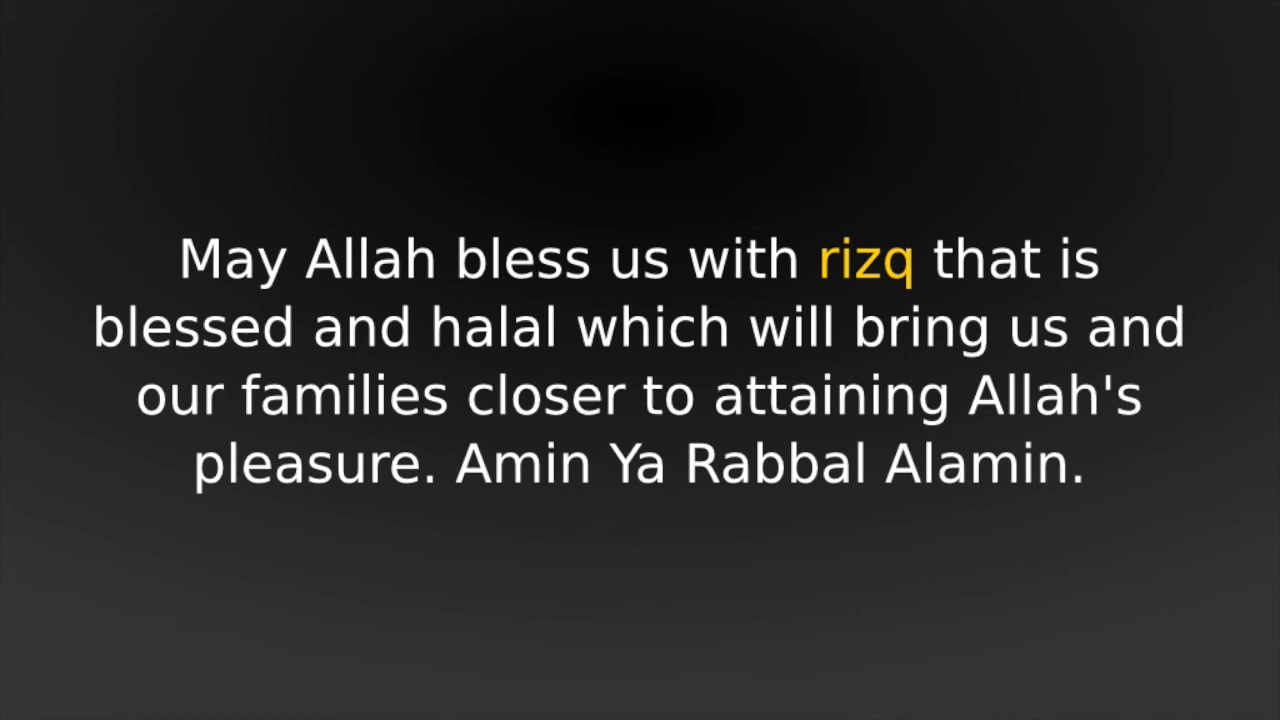 May Allah bless us with rizq that is
blessed and halal which will bring us and
our families closer to attaining Allah's
pleasure. Amin Ya Rabbal Alamin.